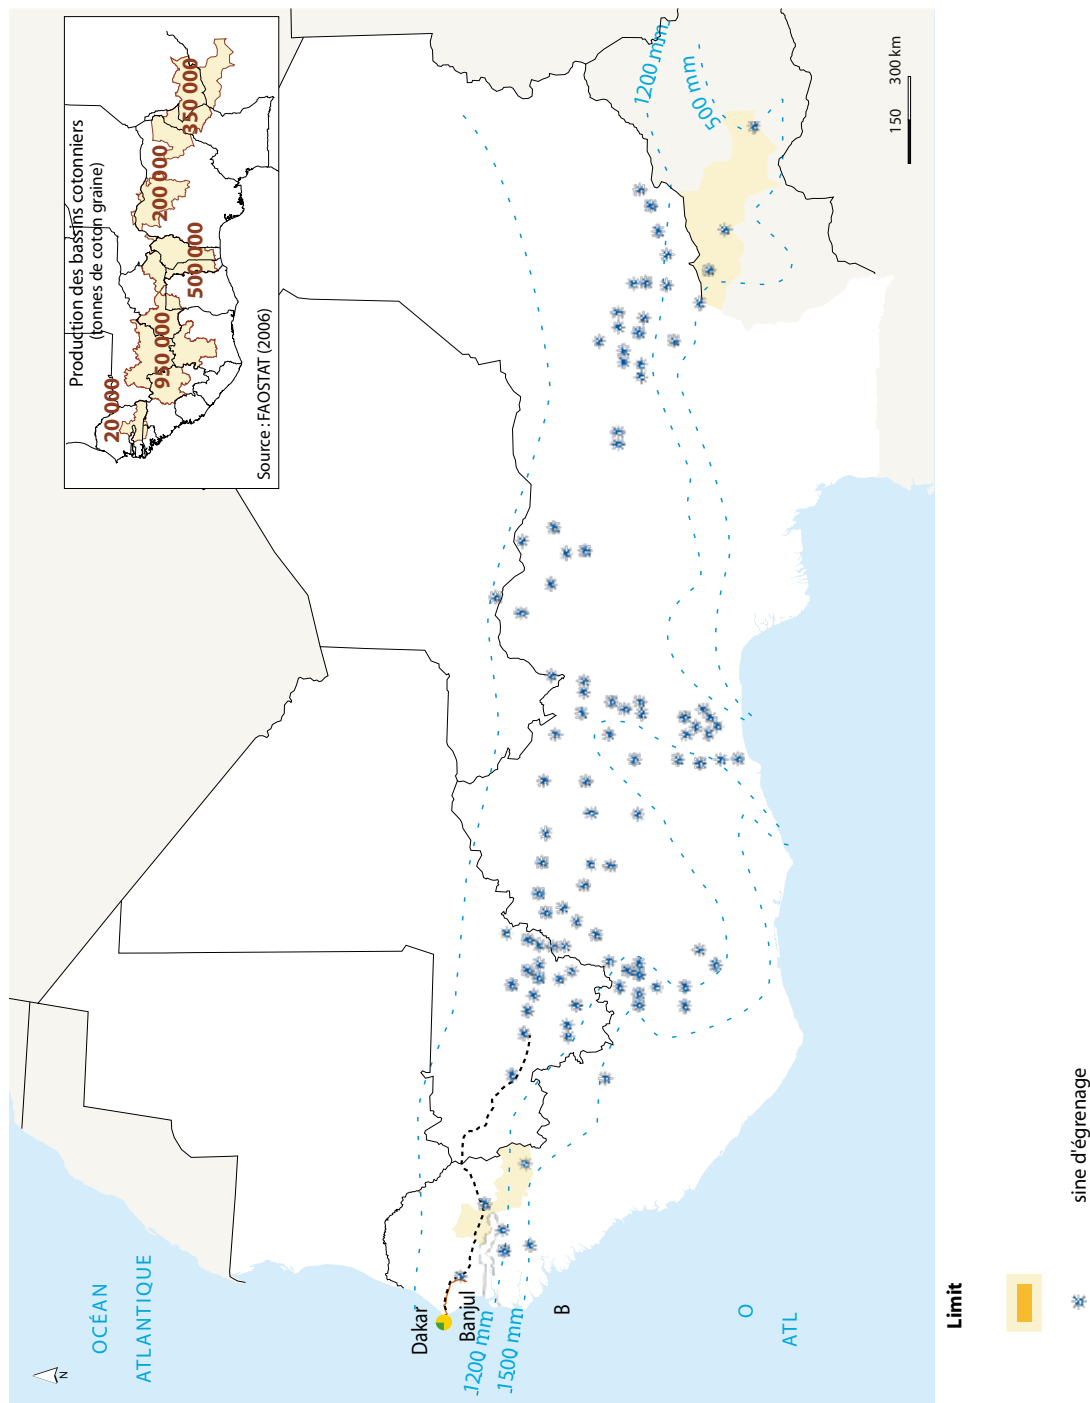 Production des bassins cotonniers
(tonnes de coton graine)
20 000
950 000
500 000
200 000
350 000
Source : FAOSTAT (2006)
1200 mm
500 mm
150
300 km
OCÉAN
ATLANTIQUE
N
Dakar
Banjul
1200 mm
1500 mm
B
O
ATL
Limit
sine d'égrenage